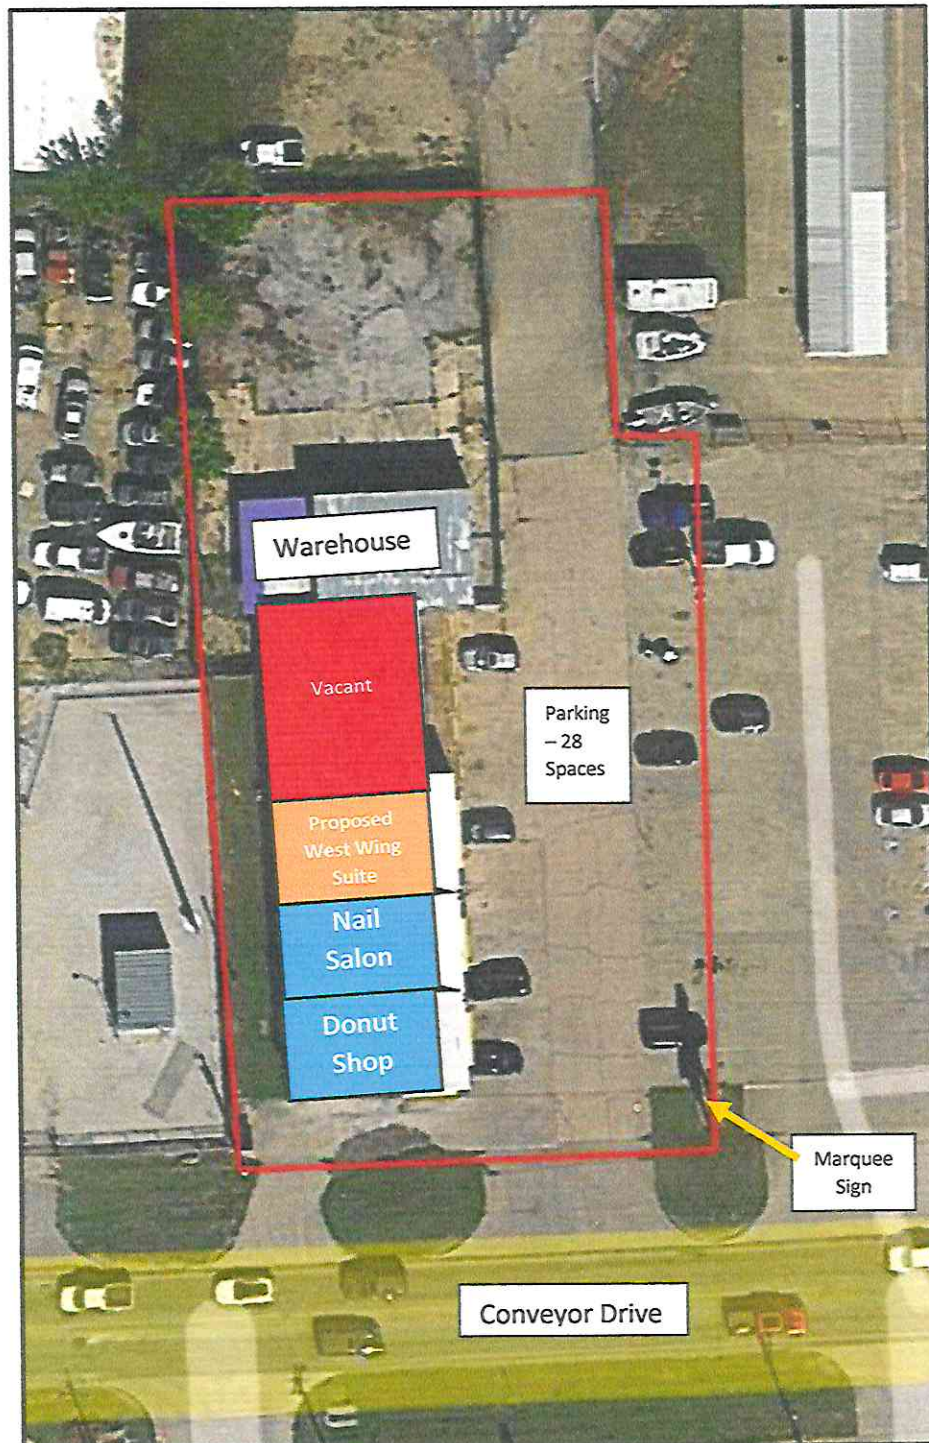 Warehouse
Vacant
Parking
– 28
Spaces
Proposed
West Wing
Suite
Nail
Salon
Donut
Shop
Marquee
Sign
Conveyor Drive